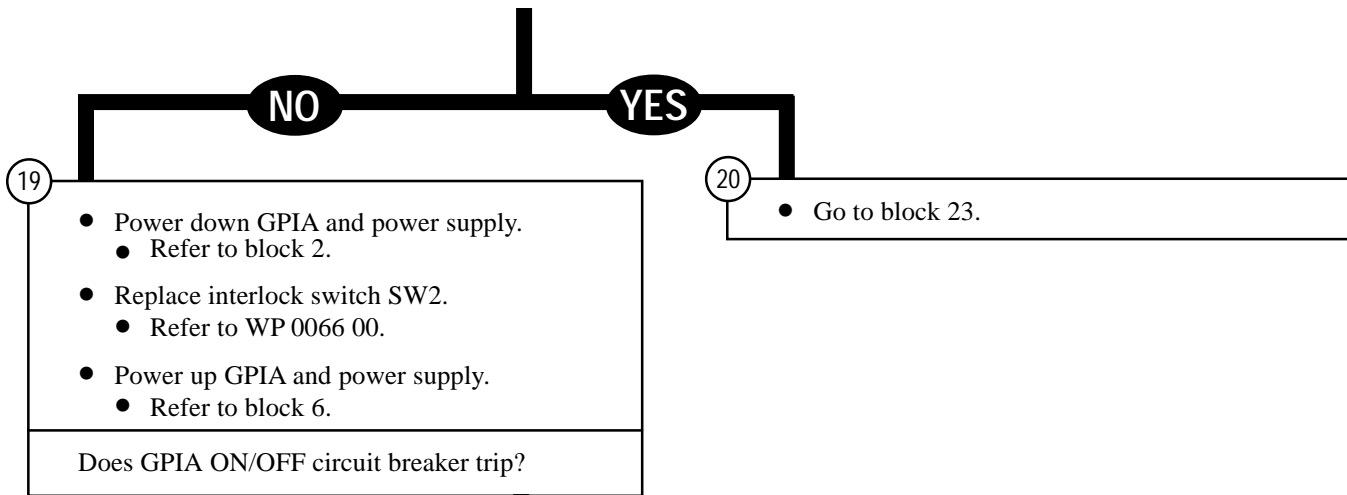 NO
YES
19
• Power down GPIA and power supply.
• Refer to block 2.
• Replace interlock switch SW2.
• Refer to WP 0066 00.
• Power up GPIA and power supply.
• Refer to block 6.
Does GPIA ON/OFF circuit breaker trip?
20
• Go to block 23.